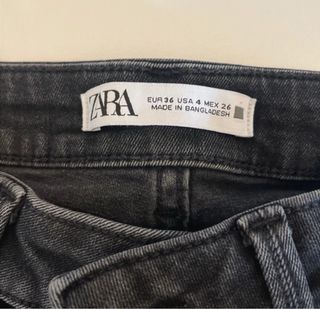 ZARA
EUR 36 USA 4 MEX 26
MADE IN BANGLADESH